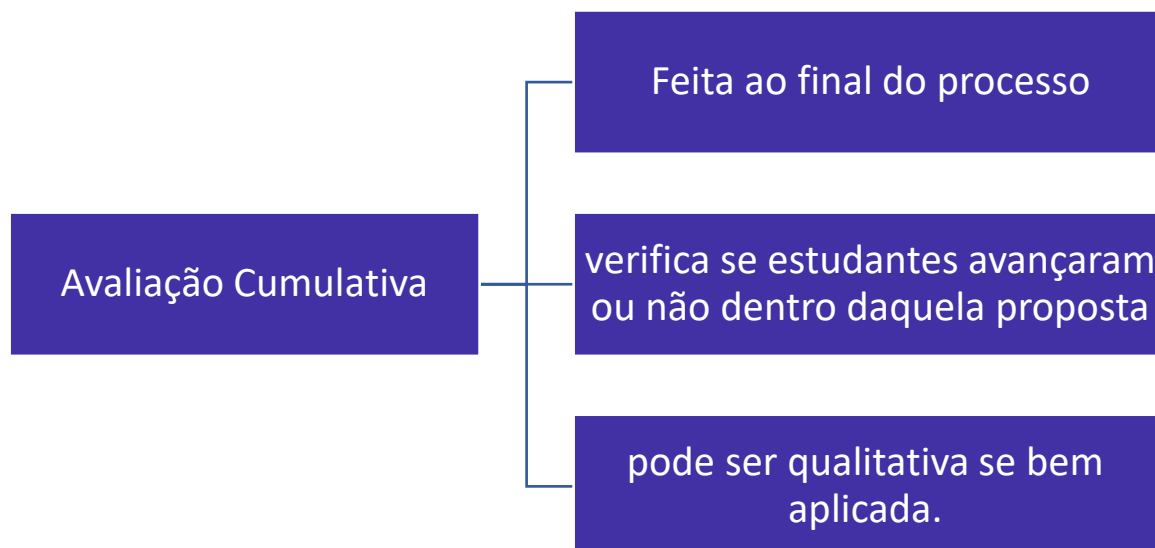 Feita ao final do processo
Avaliação Cumulativa
verifica se estudantes avançaram
ou não dentro daquela proposta
pode ser qualitativa se bem
aplicada.